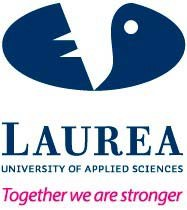 LAUREA
UNIVERSITY OF APPLIED SCIENCES
Together we are stronger